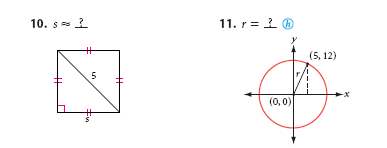 10. s ≈ ?
5
s
11. r = ? h
y
(5, 12)
r
x
(0, 0)